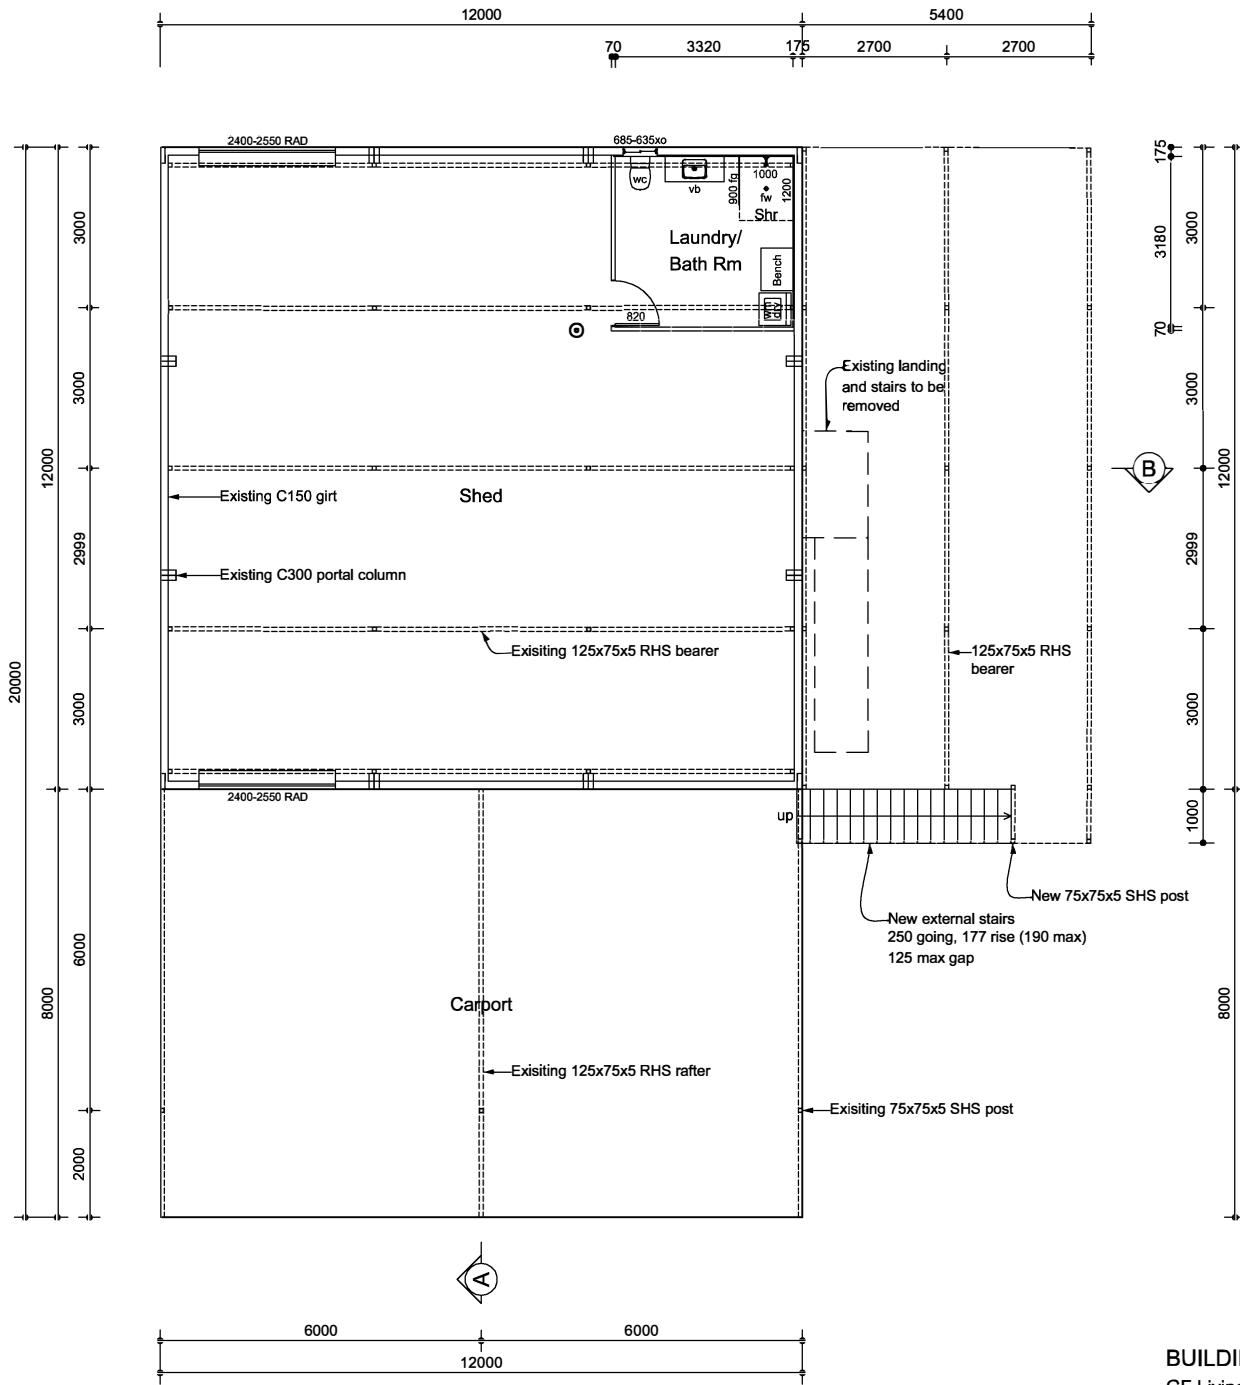 12000
5400
70
3320
175
2700
2700
2400-2550 RAD
685-635xo
175
wc
vb
1000
fw
900 fg
1200
Shr
Laundry/
Bath Rm
Bench
820
3000
3000
3180
70
Existing landing
and stairs to be
removed
3000
3000
12000
12000
B
Existing C150 girt
Shed
2999
2999
Existing C300 portal column
Exisiting 125x75x5 RHS bearer
125x75x5 RHS
bearer
20000
3000
3000
2400-2550 RAD
up
1000
New 75x75x5 SHS post
New external stairs
250 going, 177 rise (190 max)
125 max gap
6000
8000
8000
Carport
Exisiting 125x75x5 RHS rafter
Exisiting 75x75x5 SHS post
2000
A
6000
6000
12000